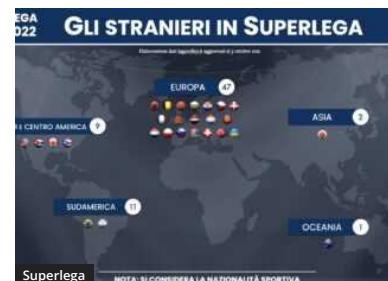 EGA
022
GLI STRANIERI IN SUPERLEGA
EUROPA 47
ASIA 2
CENTRO AMERICA 9
SUDAMERICA 11
OCEANIA 1
NOTA: SI CONSIDERA LA NAZIONALITÀ SPORTIVA
Superlega